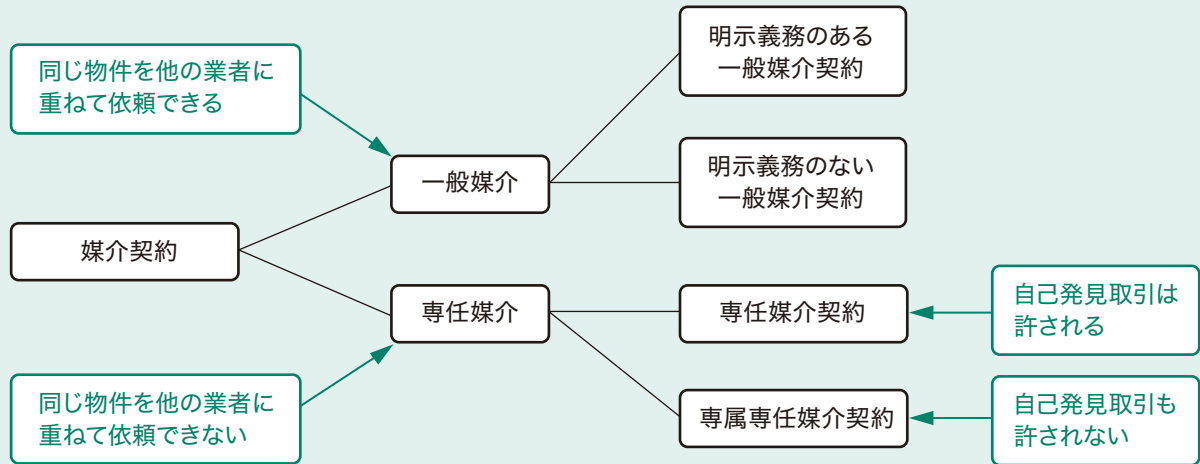 同じ物件を他の業者に
重ねて依頼できる
明示義務のある
一般媒介契約
一般媒介
明示義務のない
一般媒介契約
媒介契約
専任媒介
専任媒介契約
自己発見取引は
許される
同じ物件を他の業者に
重ねて依頼できない
専属専任媒介契約
自己発見取引も
許されない